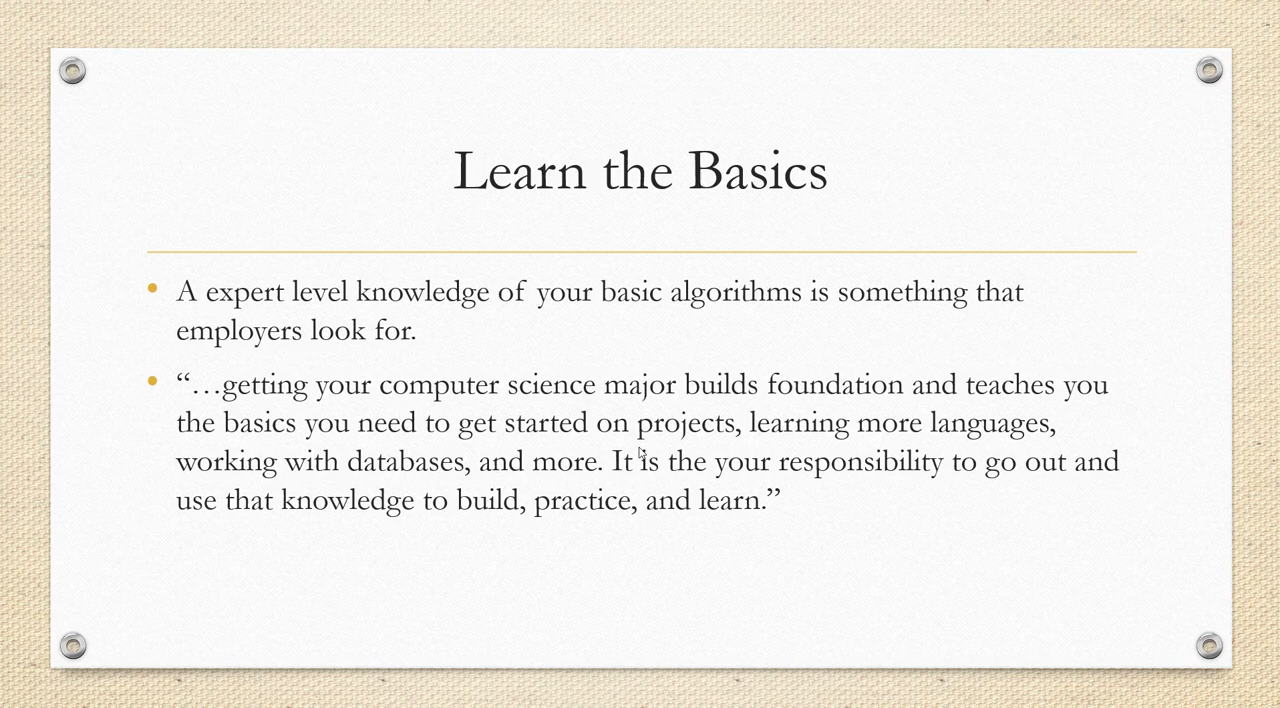 Learn the Basics
• A expert level knowledge of your basic algorithms is something that
employers look for.
• “…getting your computer science major builds foundation and teaches you
the basics you need to get started on projects, learning more languages,
working with databases, and more. It is the your responsibility to go out and
use that knowledge to build, practice, and learn.”